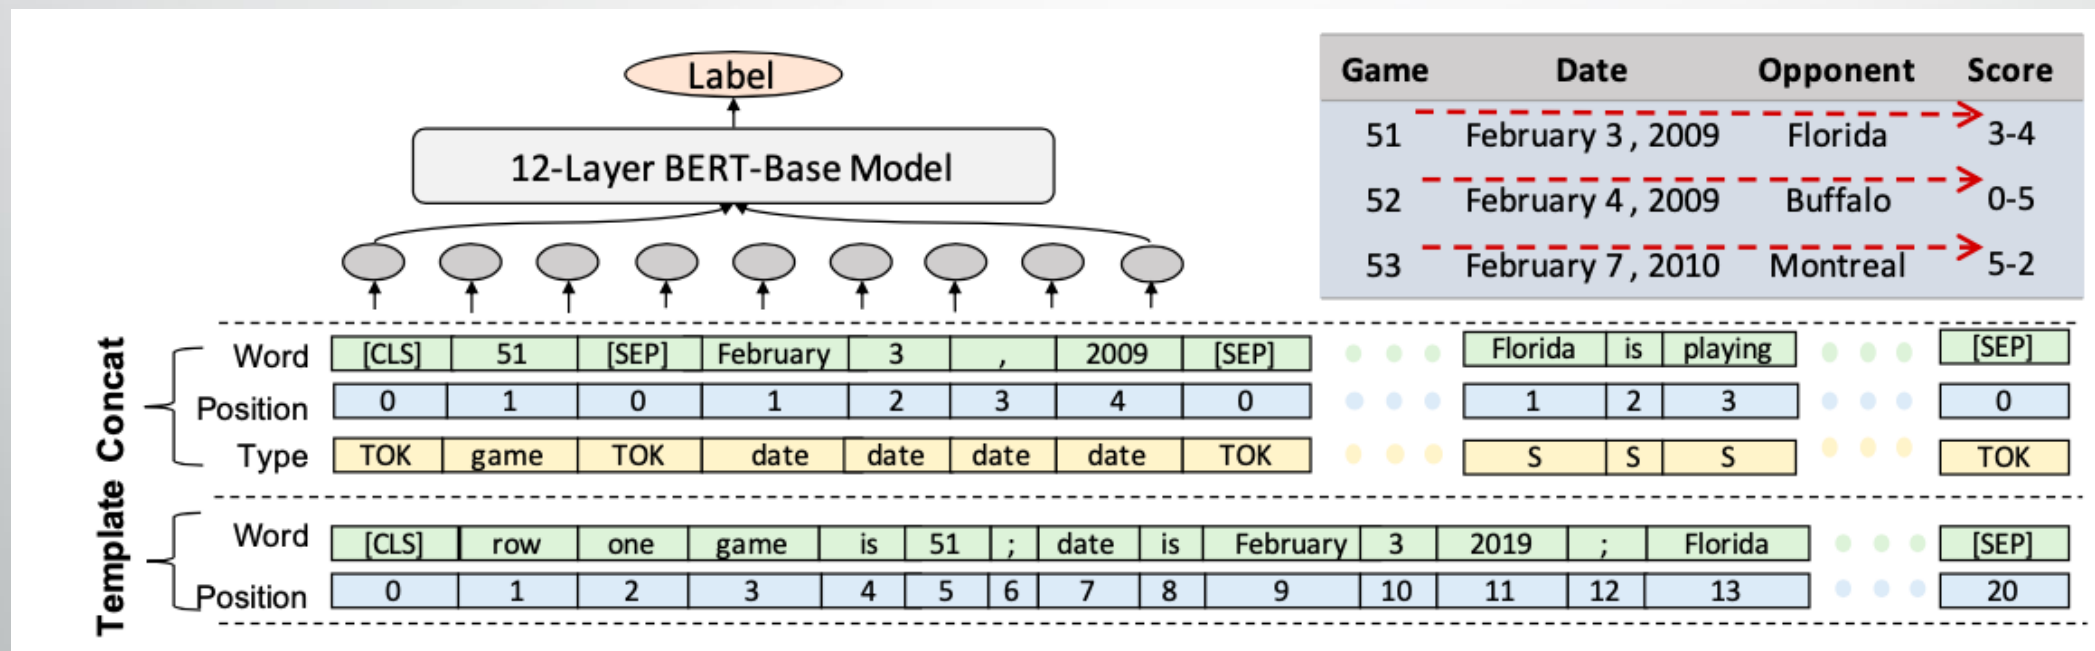 Label
12-Layer BERT-Base Model
Game Date Opponent Score
51 February 3 , 2009 Florida 3-4
52 February 4 , 2009 Buffalo 0-5
53 February 7, 2010 Montreal 5-2
Concat
Word [CLS] 51 [SEP] February 3 , 2009 [SEP] Florida is playing [SEP]
Position 0 1 0 1 2 3 4 0 1 2 3 0
Type TOK game TOK date date date date TOK S S S TOK
Template
Word [CLS] row one game is 51 ; date is February 3 2019 ; Florida [SEP]
Position 0 1 2 3 4 5 6 7 8 9 10 11 12 13 20